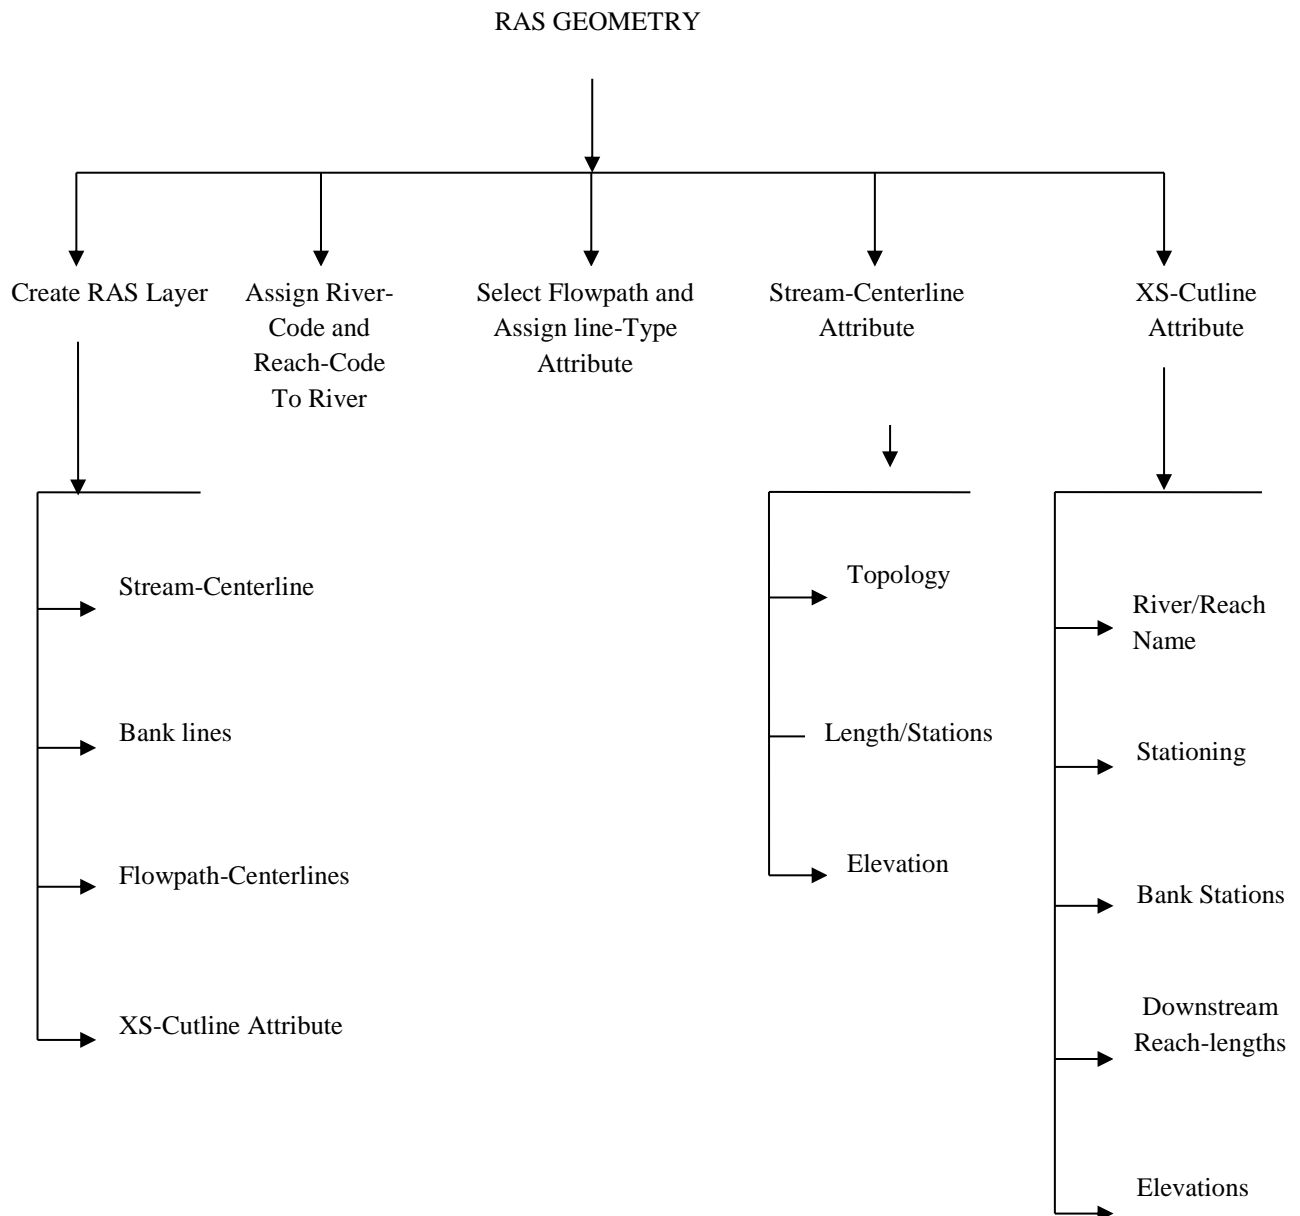 RAS GEOMETRY
Create RAS Layer
Assign River-
Code and
Reach-Code
To River
Select Flowpath and
Assign line-Type
Attribute
Stream-Centerline
Attribute
XS-Cutline
Attribute
Stream-Centerline
Bank lines
Flowpath-Centerlines
XS-Cutline Attribute
Topology
Length/Stations
Elevation
River/Reach
Name
Stationing
Bank Stations
Downstream
Reach-lengths
Elevations